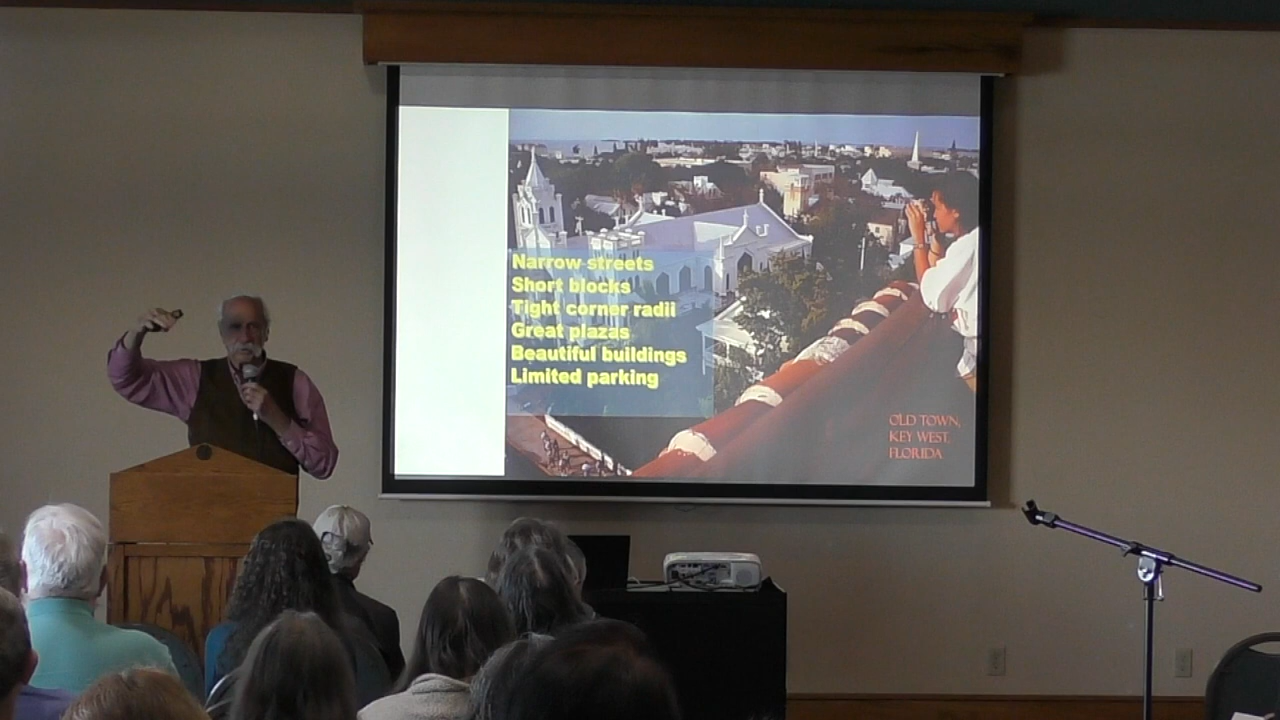 Narrow streets
Short blocks
Tight corner radii
Great plazas
Beautiful buildings
Limited parking
OLD TOWN,
KEY WEST,
FLORIDA